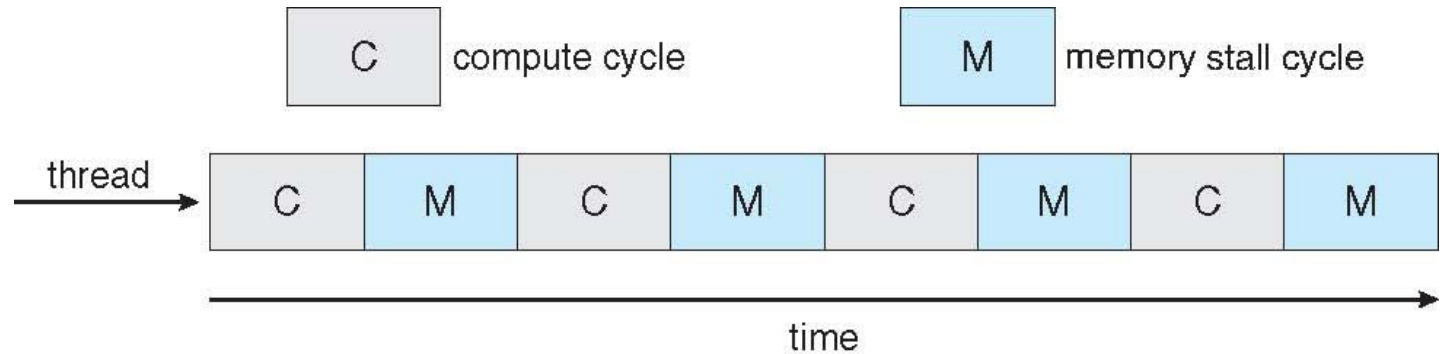 C compute cycle M memory stall cycle
thread
C M C M C M C M
time